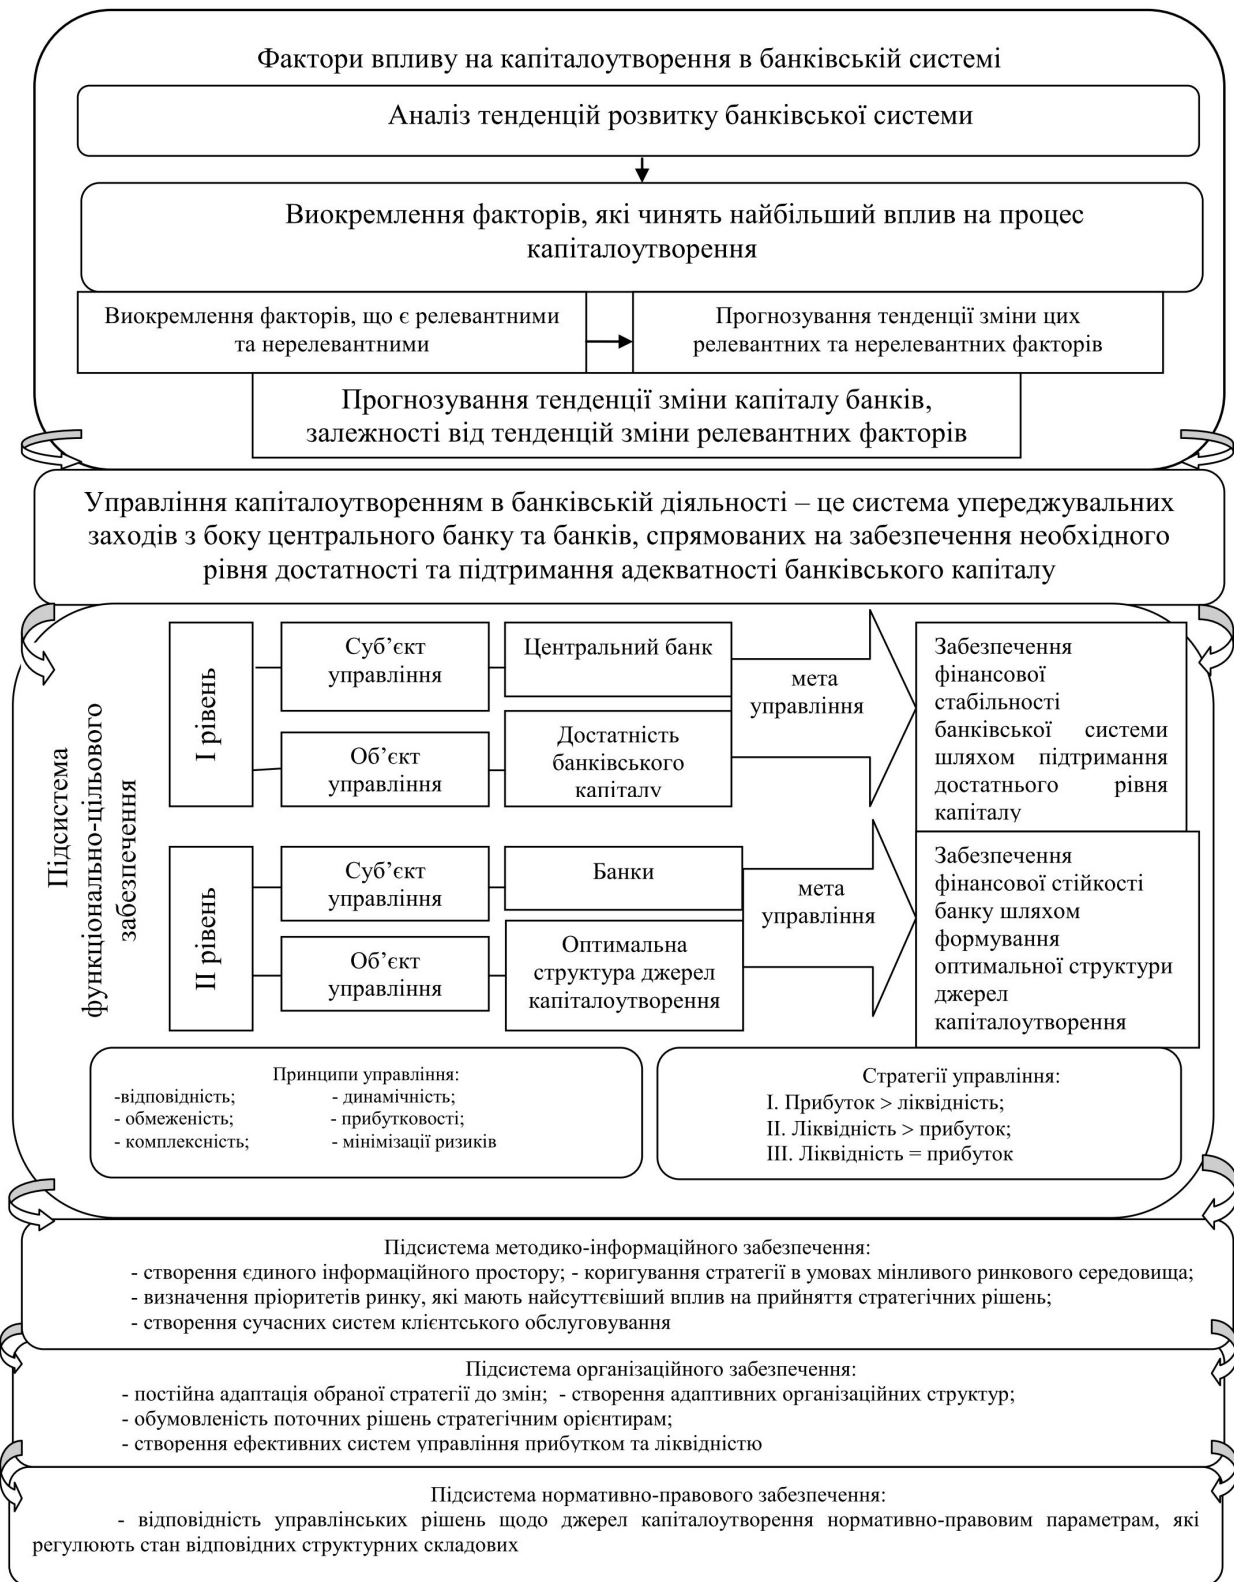 Фактори впливу на капіталоутворення в банківській системі
Аналіз тенденцій розвитку банківської системи
Виокремлення факторів, які чинять найбільший вплив на процес
капіталоутворення
Виокремлення факторів, що є релевантними
та нерелевантними
Прогнозування тенденції зміни цих
релевантних та нерелевантних факторів
Прогнозування тенденції зміни капіталу банків,
залежності від тенденцій зміни релевантних факторів
Управління капіталоутворенням в банківській діяльності – це система упереджувальних
заходів з боку центрального банку та банків, спрямованих на забезпечення необхідного
рівня достатності та підтримання адекватності банківського капіталу
Підсистема
функціонально-цільового
забезпечення
І рівень
Суб’єкт
управління
Центральний банк
Об’єкт
управління
Достатність
банківського
капіталу
мета
управління
Забезпечення
фінансової
стабільності
банківської системи
шляхом підтримання
достатнього рівня
капіталу
ІІ рівень
Суб’єкт
управління
Банки
Об’єкт
управління
Оптимальна
структура джерел
капіталоутворення
мета
управління
Забезпечення
фінансової стійкості
банку шляхом
формування
оптимальної структури
джерел
капіталоутворення
Принципи управління:
-відповідність; - динамічність;
- обмеженість; - прибутковості;
- комплексність; - мінімізації ризиків
Стратегії управління:
І. Прибуток > ліквідність;
ІІ. Ліквідність > прибуток;
ІІІ. Ліквідність = прибуток
Підсистема методико-інформаційного забезпечення:
- створення єдиного інформаційного простору; - коригування стратегії в умовах мінливого ринкового середовища;
- визначення пріоритетів ринку, які мають найсуттєвіший вплив на прийняття стратегічних рішень;
- створення сучасних систем клієнтського обслуговування
Підсистема організаційного забезпечення:
- постійна адаптація обраної стратегії до змін; - створення адаптивних організаційних структур;
- обумовленість поточних рішень стратегічним орієнтирам;
- створення ефективних систем управління прибутком та ліквідністю
Підсистема нормативно-правового забезпечення:
- відповідність управлінських рішень щодо джерел капіталоутворення нормативно-правовим параметрам, які
регулюють стан відповідних структурних складових